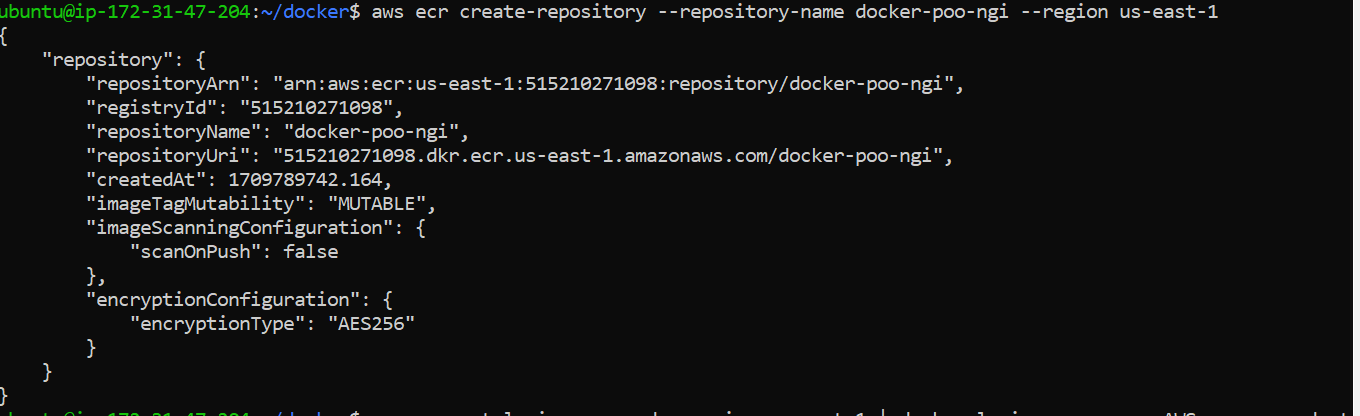 ubuntu@ip-172-31-47-204:~/docker$ aws ecr create-repository --repository-name docker-poo-ngi --region us-east-1
{
    "repository": {
        "repositoryArn": "arn:aws:ecr:us-east-1:515210271098:repository/docker-poo-ngi",
        "registryId": "515210271098",
        "repositoryName": "docker-poo-ngi",
        "repositoryUri": "515210271098.dkr.ecr.us-east-1.amazonaws.com/docker-poo-ngi",
        "createdAt": 1709789742.164,
        "imageTagMutability": "MUTABLE",
        "imageScanningConfiguration": {
            "scanOnPush": false
        },
        "encryptionConfiguration": {
            "encryptionType": "AES256"
        }
    }
}